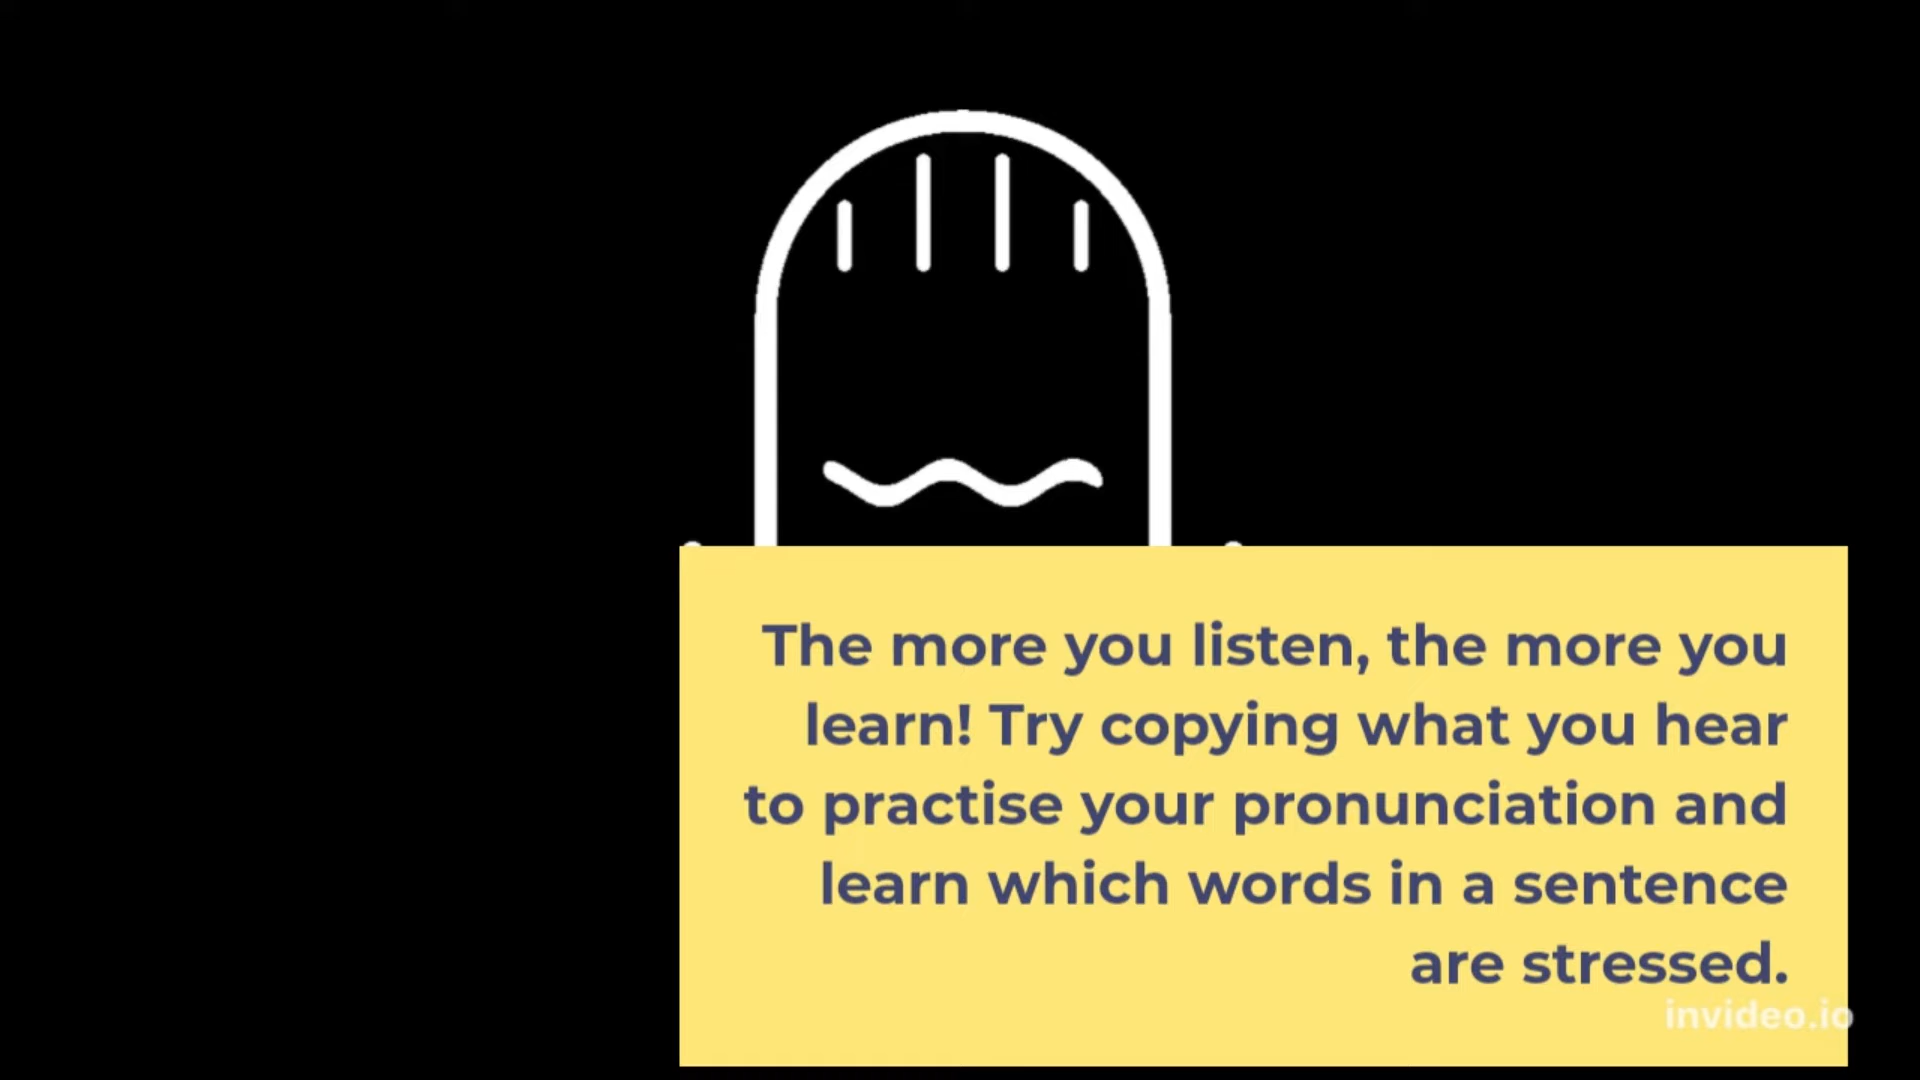 The more you listen, the more you
learn! Try copying what you hear
to practise your pronunciation and
learn which words in a sentence
are stressed.
invideo.io